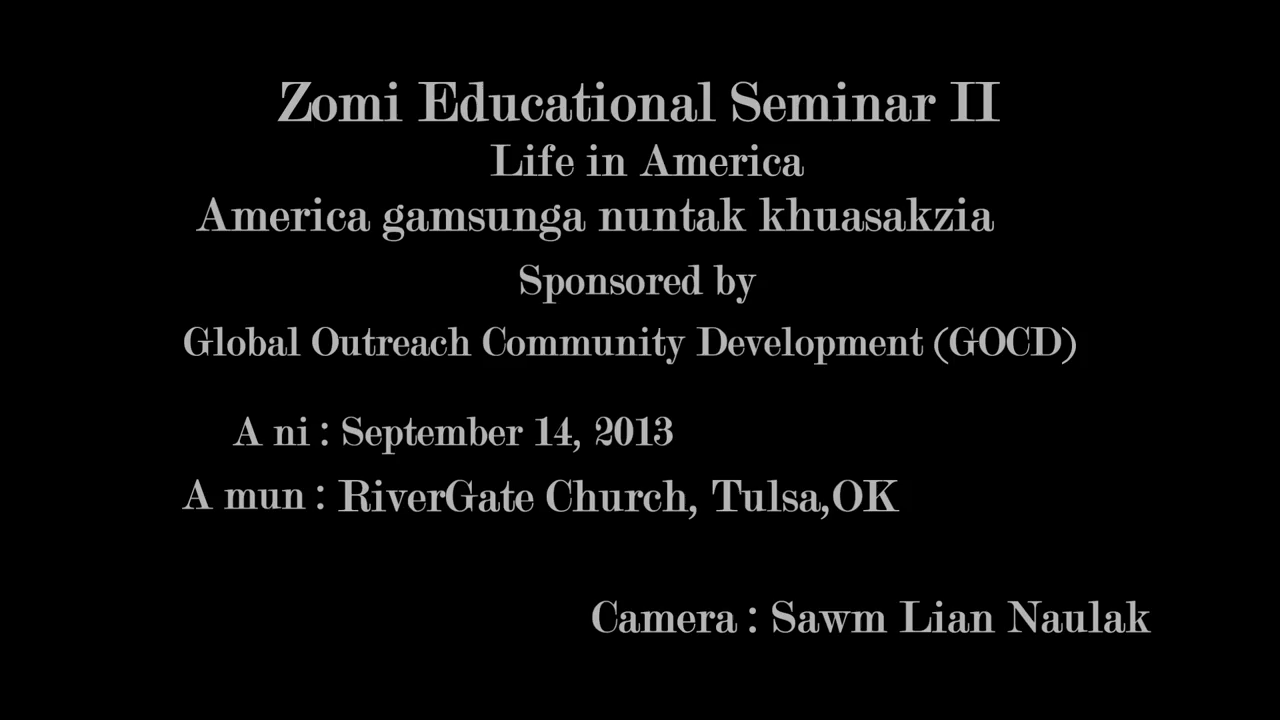 Zomi Educational Seminar II
Life in America
America gamsunga nuntak khuasakzia
Sponsored by
Global Outreach Community Development (GOCD)
A ni : September 14, 2013
A mun : RiverGate Church, Tulsa,OK
Camera : Sawm Lian Naulak